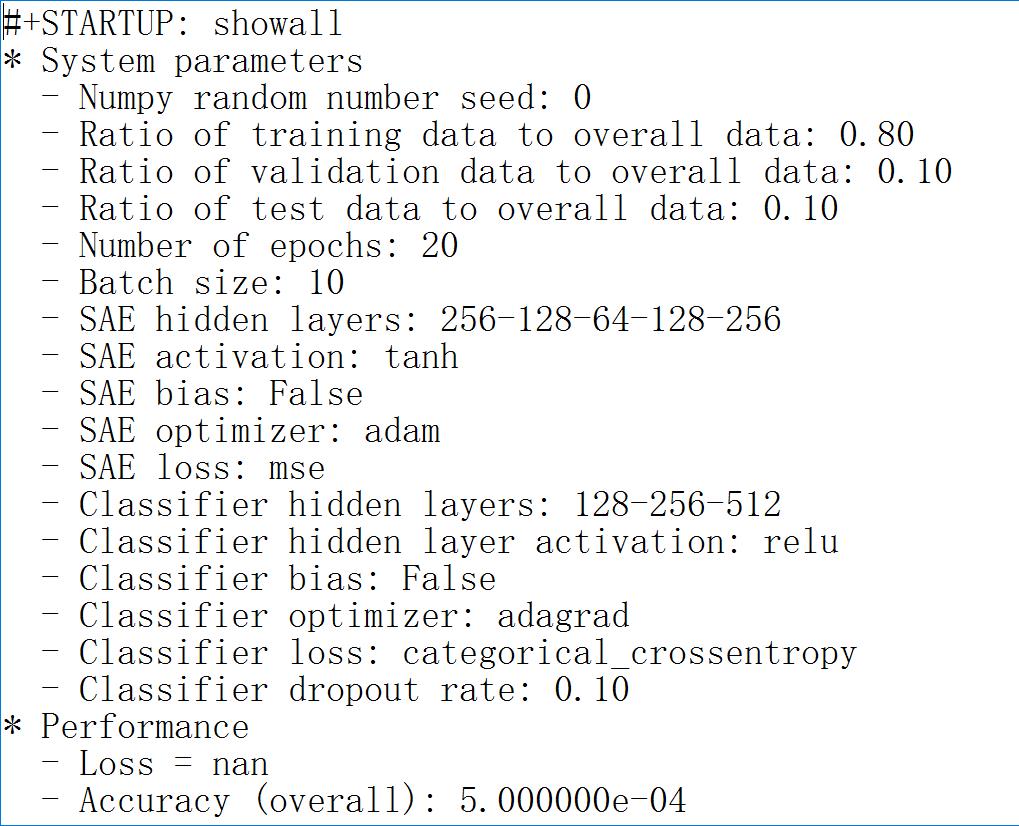 #+STARTUP: showall
* System parameters
- Numpy random number seed: 0
- Ratio of training data to overall data: 0.80
- Ratio of validation data to overall data: 0.10
- Ratio of test data to overall data: 0.10
- Number of epochs: 20
- Batch size: 10
- SAE hidden layers: 256-128-64-128-256
- SAE activation: tanh
- SAE bias: False
- SAE optimizer: adam
- SAE loss: mse
- Classifier hidden layers: 128-256-512
- Classifier hidden layer activation: relu
- Classifier bias: False
- Classifier optimizer: adagrad
- Classifier loss: categorical_crossentropy
- Classifier dropout rate: 0.10
* Performance
- Loss = nan
- Accuracy (overall): 5.000000e-04